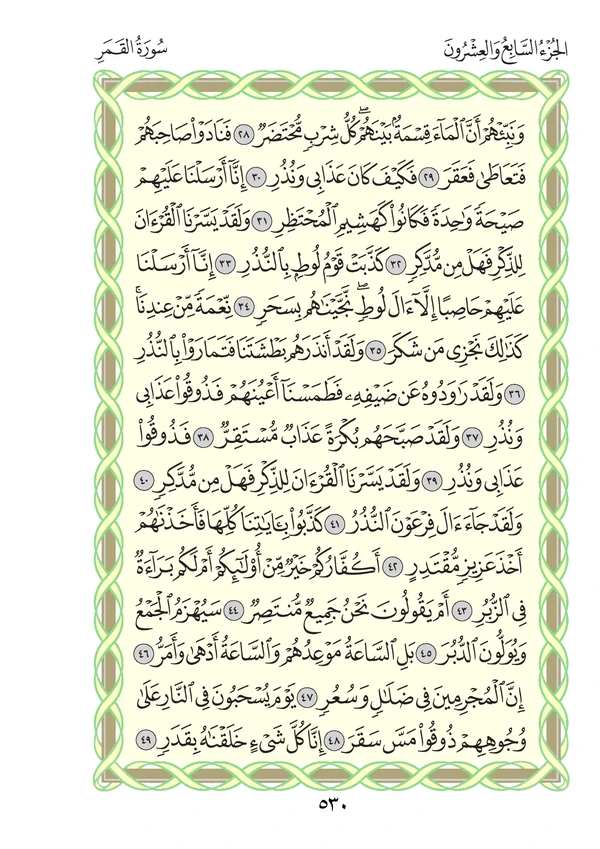 الجُزْءُ السَّابِعُ وَالعِشْرُونَ سُورَةُ القَمَرِ
وَنَبِّئْهُمْ أَنَّ ٱلْمَآءَ قِسْمَةٌۢ بَيْنَهُمْ ۖ كُلُّ شِرْبٍ مُّحْتَضَرٌ ٢٨ فَنَادَوْا۟ صَاحِبَهُمْ
فَتَعَاطَىٰ فَعَقَرَ ٢٩ فَكَيْفَ كَانَ عَذَابِى وَنُذُرِ ٣٠ إِنَّآ أَرْسَلْنَا عَلَيْهِمْ
صَيْحَةً وَٰحِدَةً فَكَانُوا۟ كَهَشِيمِ ٱلْمُحْتَظِرِ ٣١ وَلَقَدْ يَسَّرْنَا ٱلْقُرْءَانَ
لِلذِّكْرِ فَهَلْ مِن مُّدَّكِرٍ ٣٢ كَذَّبَتْ قَوْمُ لُوطٍۭ بِٱلنُّذُرِ ٣٣ إِنَّآ أَرْسَلْنَا
عَلَيْهِمْ حَاصِبًا إِلَّآ ءَالَ لُوطٍ ۖ نَّجَّيْنَٰهُم بِسَحَرٍ ٣٤ نِّعْمَةً مِّنْ عِندِنَا ۚ
كَذَٰلِكَ نَجْزِى مَن شَكَرَ ٣٥ وَلَقَدْ أَنذَرَهُم بَطْشَتَنَا فَتَمَارَوْا۟ بِٱلنُّذُرِ
٣٦ وَلَقَدْ رَٰوَدُوهُ عَن ضَيْفِهِۦ فَطَمَسْنَآ أَعْيُنَهُمْ فَذُوقُوا۟ عَذَابِى
وَنُذُرِ ٣٧ وَلَقَدْ صَبَّحَهُم بُكْرَةً عَذَابٌ مُّسْتَقِرٌّ ٣٨ فَذُوقُوا۟
عَذَابِى وَنُذُرِ ٣٩ وَلَقَدْ يَسَّرْنَا ٱلْقُرْءَانَ لِلذِّكْرِ فَهَلْ مِن مُّدَّكِرٍ ٤٠
وَلَقَدْ جَآءَ ءَالَ فِرْعَوْنَ ٱلنُّذُرُ ٤١ كَذَّبُوا۟ بِـَٔايَٰتِنَا كُلِّهَا فَأَخَذْنَٰهُمْ
أَخْذَ عَزِيزٍ مُّقْتَدِرٍ ٤٢ أَكُفَّارُكُمْ خَيْرٌ مِّنْ أُو۟لَٰٓئِكُمْ أَمْ لَكُم بَرَآءَةٌ
فِى ٱلزُّبُرِ ٤٣ أَمْ يَقُولُونَ نَحْنُ جَمِيعٌ مُّنتَصِرٌ ٤٤ سَيُهْزَمُ ٱلْجَمْعُ
وَيُوَلُّونَ ٱلدُّبُرَ ٤٥ بَلِ ٱلسَّاعَةُ مَوْعِدُهُمْ وَٱلسَّاعَةُ أَدْهَىٰ وَأَمَرُّ ٤٦
إِنَّ ٱلْمُجْرِمِينَ فِى ضَلَٰلٍ وَسُعُرٍ ٤٧ يَوْمَ يُسْحَبُونَ فِى ٱلنَّارِ عَلَىٰ
وُجُوهِهِمْ ذُوقُوا۟ مَسَّ سَقَرَ ٤٨ إِنَّا كُلَّ شَىْءٍ خَلَقْنَٰهُ بِقَدَرٍ ٤٩
٥٣٠